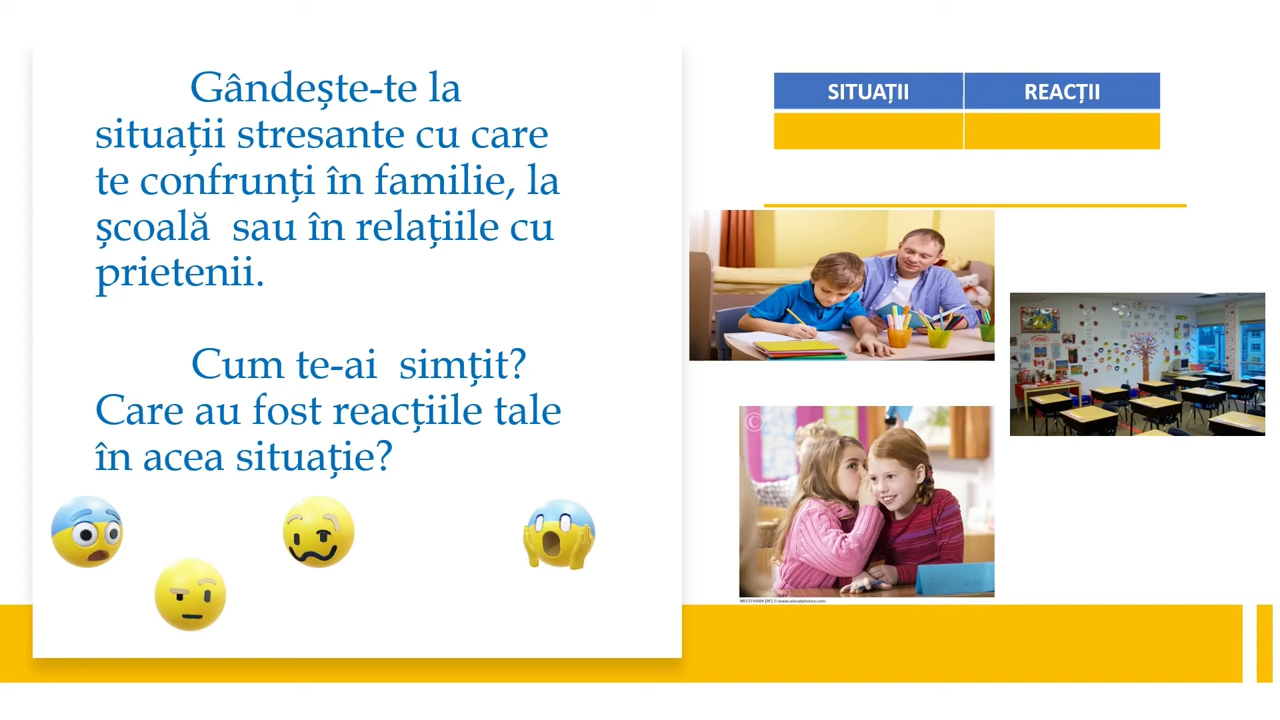 Gândește-te la
situații stresante cu care
te confrunți în familie, la
școală sau în relațiile cu
prietenii.
Cum te-ai simțit?
Care au fost reacțiile tale
în acea situație?
SITUAȚII
REACȚII
©